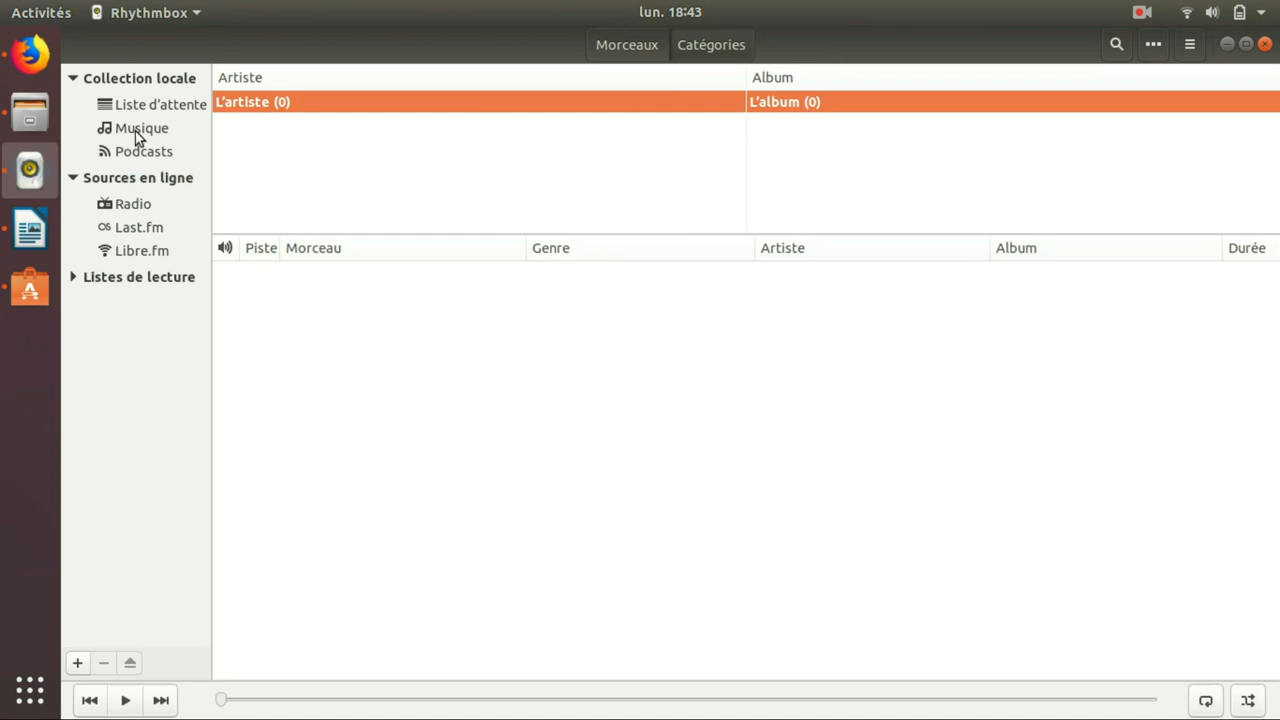 Activités Rhythmbox lun. 18:43
Morceaux Catégories
Collection locale
Liste d'attente
Musique
Podcasts
Sources en ligne
Radio
Last.fm
Libre.fm
Listes de lecture
Artiste Album
L'artiste (0) L'album (0)
Piste Morceau Genre Artiste Album Durée